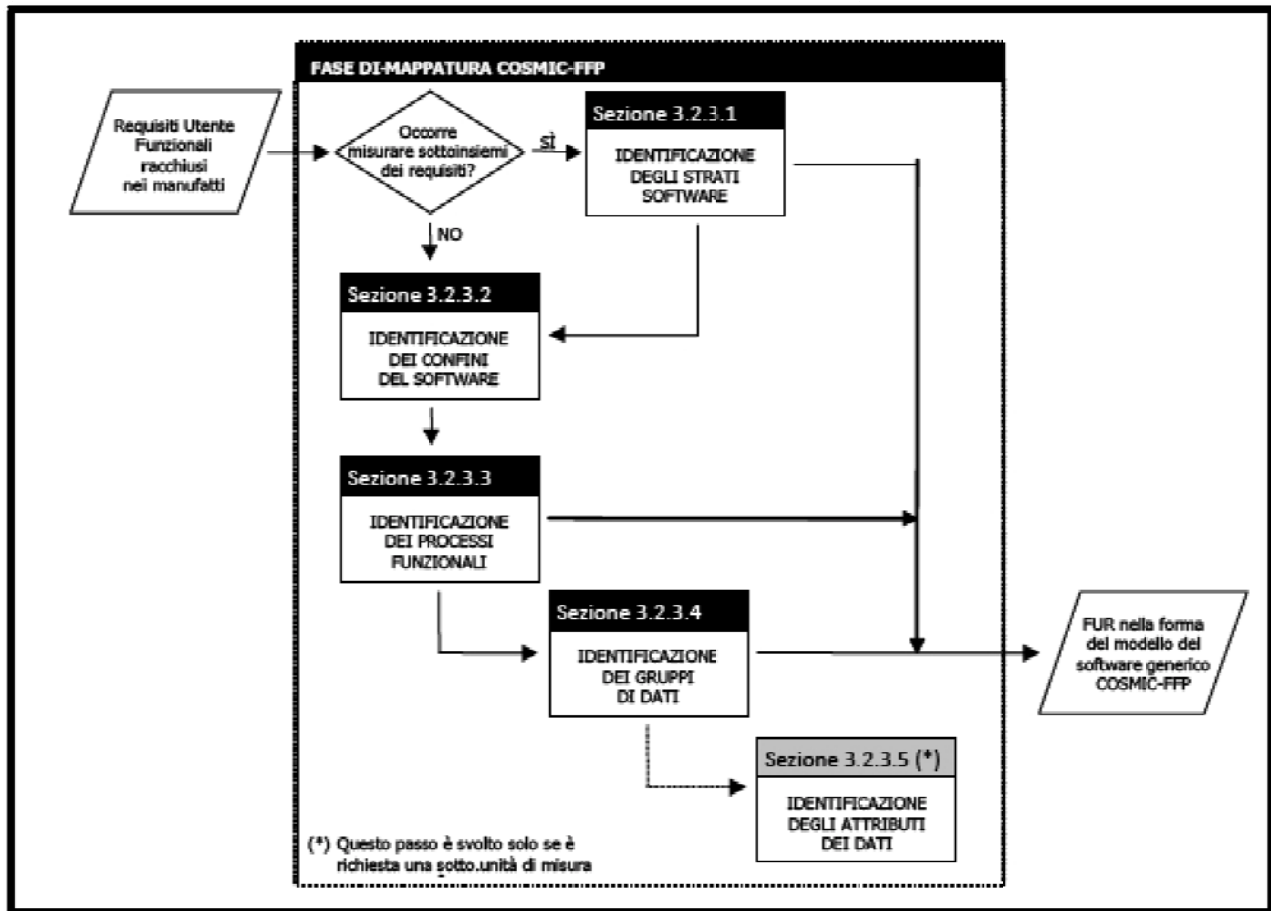 FASE DI-MAPPATURA COSMIC-FFP
Requisiti Utente
Funzionali
racchiusi
nei manufatti
Occorre
misurare sottoinsiemi
dei requisiti?
SÌ
NO
Sezione 3.2.3.1
IDENTIFICAZIONE
DEGLI STRATI
SOFTWARE
Sezione 3.2.3.2
IDENTIFICAZIONE
DEI CONFINI
DEL SOFTWARE
Sezione 3.2.3.3
IDENTIFICAZIONE
DEI PROCESSI
FUNZIONALI
Sezione 3.2.3.4
IDENTIFICAZIONE
DEI GRUPPI
DI DATI
FUR nella forma
del modello del
software generico
COSMIC-FFP
Sezione 3.2.3.5 (*)
IDENTIFICAZIONE
DEGLI ATTRIBUTI
DEI DATI
(*) Questo passo è svolto solo se è
richiesta una sotto.unità di misura